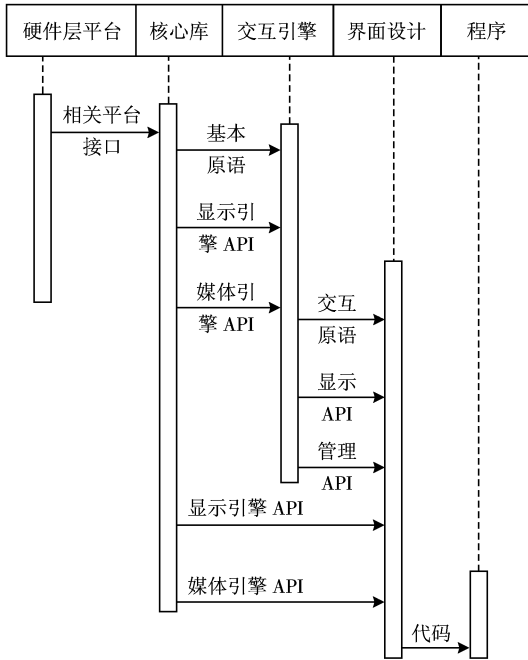 硬件层平台 核心库 交互引擎 界面设计 程序
相关平台
接口
基本
原语
显示引
擎 API
媒体引
擎 API
交互
原语
显示
API
管理
API
显示引擎 API
媒体引擎 API
代码